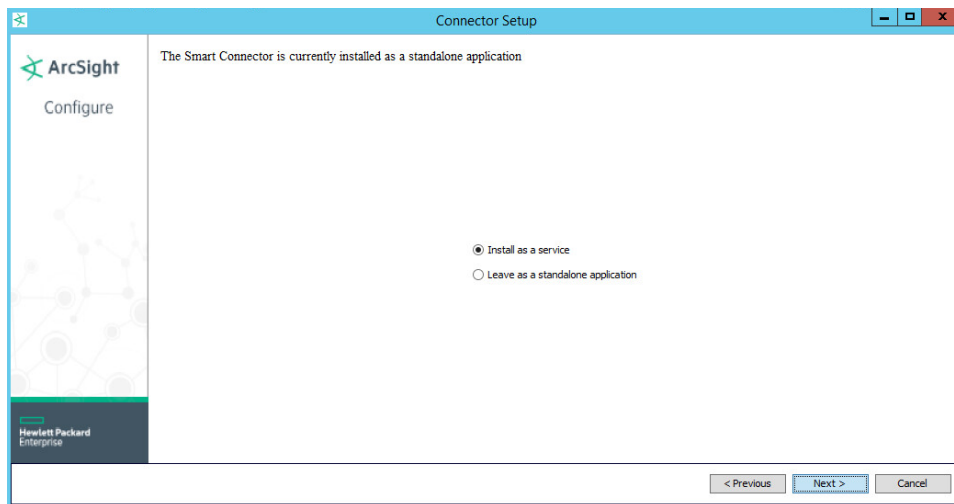 Connector Setup
ArcSight
Configure
The Smart Connector is currently installed as a standalone application
Install as a service
Leave as a standalone application
Hewlett Packard
Enterprise
< Previous
Next >
Cancel